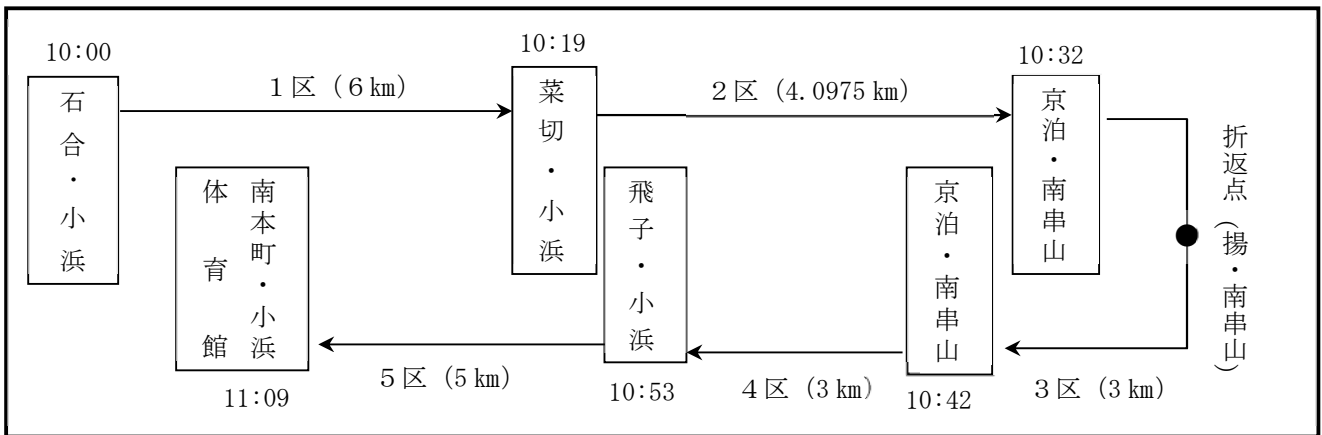 10:00
石合・小浜
1区（6km）
10:19
菜切・小浜
2区（4.0975km）
10:32
京泊・南串山
折返点（揚・南串山）
3区（3km）
京泊・南串山
10:42
4区（3km）
飛子・小浜
10:53
5区（5km）
南本町・小浜
体育館
11:09